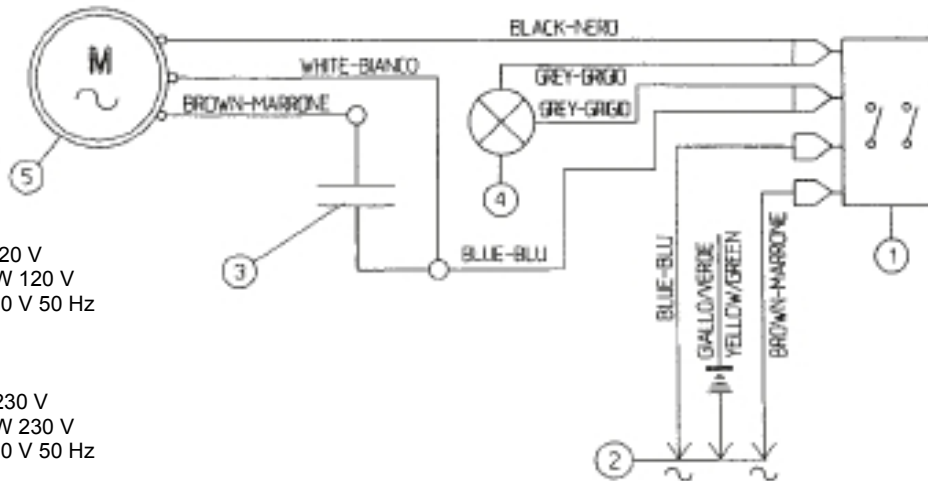 BLACK-NERO
M
WHITE-BIANCO
GREY-GRIGIO
BROWN-MARRONE
GREY-GRIGIO
5
4
3
BLUE-BLU
1
20 V
W 120 V
0 V 50 Hz
BLUE-BLU
GIALLO/VERDE
YELLOW/GREEN
BROWN-MARRONE
230 V
W 230 V
0 V 50 Hz
2